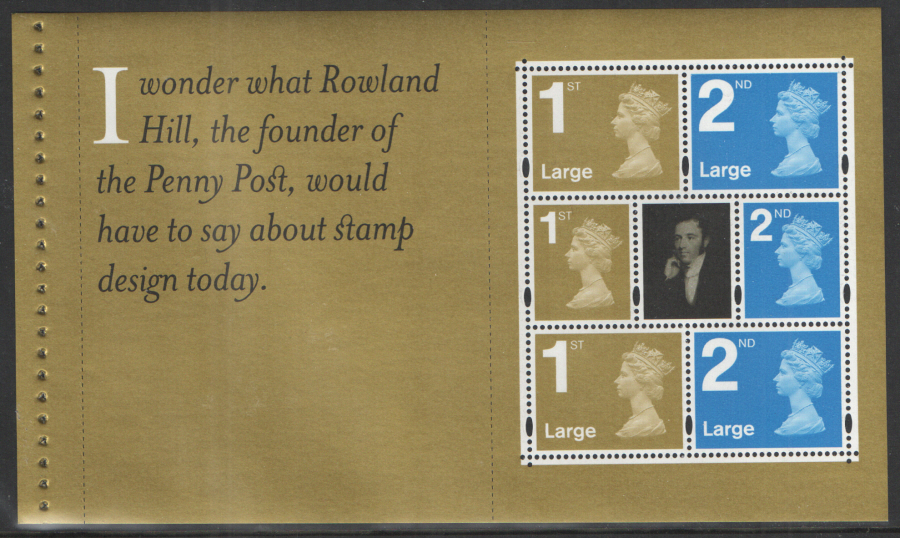 I wonder what Rowland
Hill, the founder of
the Penny Post, would
have to say about stamp
design today.
1ST
Large
2ND
Large
1ST
2ND
1ST
Large
2ND
Large